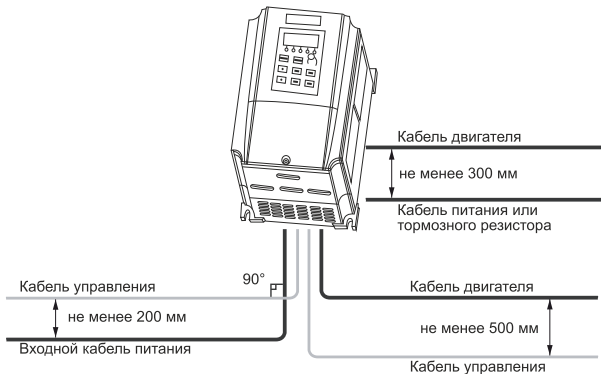 Кабель двигателя
не менее 300 мм
Кабель питания или
тормозного резистора
90°
Кабель управления
не менее 200 мм
Входной кабель питания
Кабель двигателя
не менее 500 мм
Кабель управления